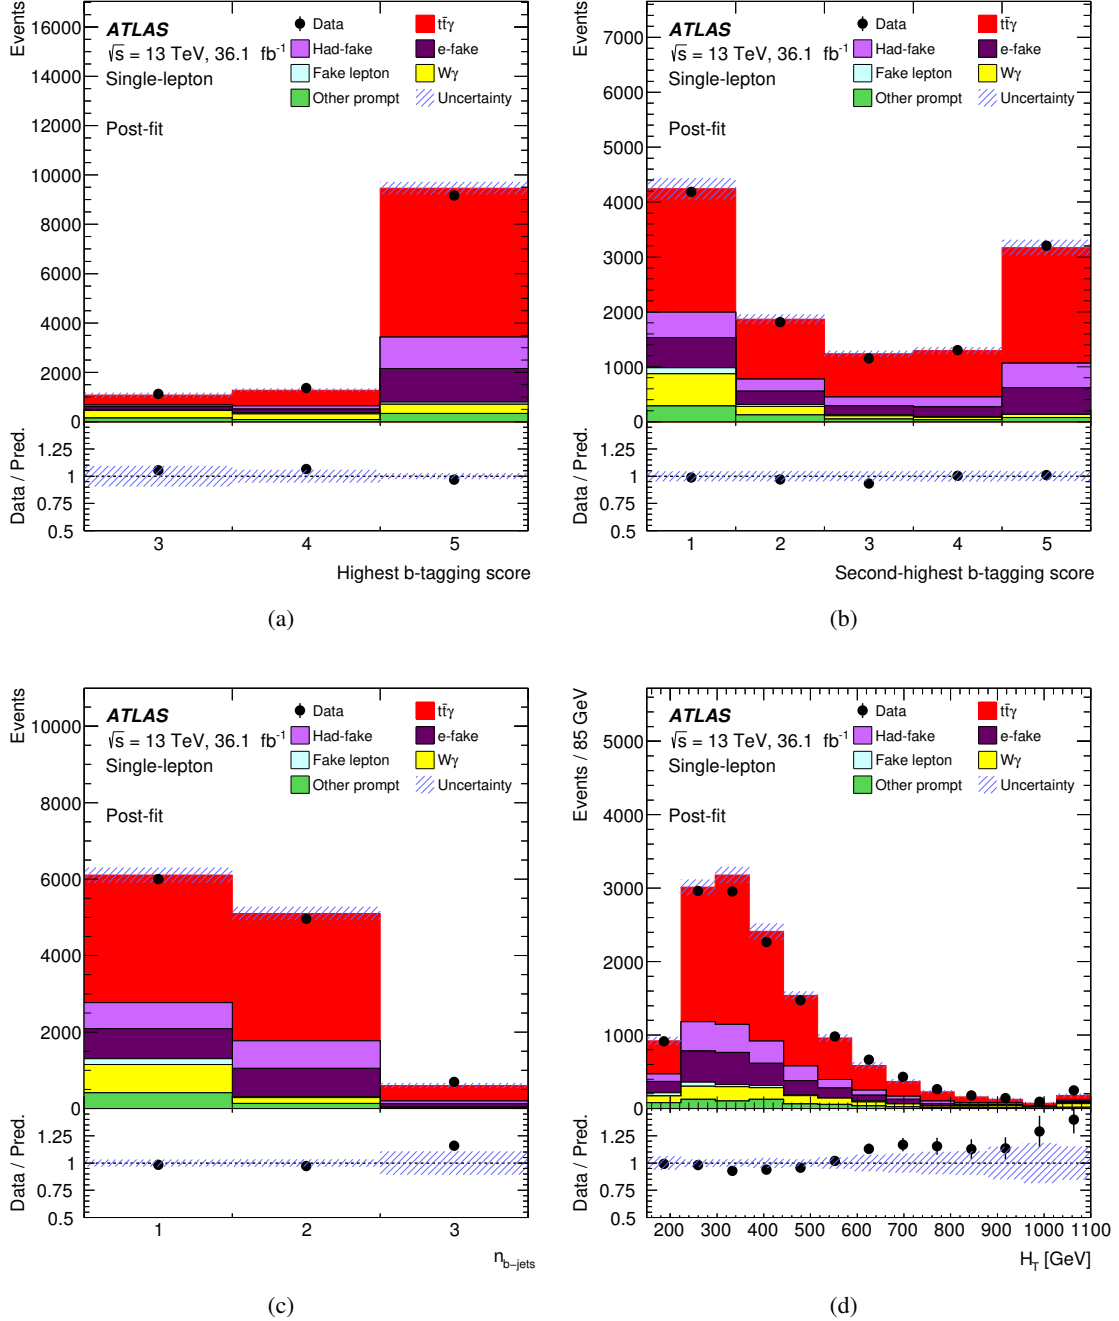 Events
16000
14000
12000
10000
8000
6000
4000
2000
0
ATLAS
√s = 13 TeV, 36.1 fb⁻¹
Single-lepton
Post-fit
Data
tt̄γ
Had-fake
e-fake
Fake lepton
Wγ
Other prompt
Uncertainty
Data / Pred.
1.25
1
0.75
0.5
3 4 5
Highest b-tagging score
(a)
Events
7000
6000
5000
4000
3000
2000
1000
0
ATLAS
√s = 13 TeV, 36.1 fb⁻¹
Single-lepton
Post-fit
Data
tt̄γ
Had-fake
e-fake
Fake lepton
Wγ
Other prompt
Uncertainty
Data / Pred.
1.25
1
0.75
0.5
1 2 3 4 5
Second-highest b-tagging score
(b)
Events
10000
8000
6000
4000
2000
0
ATLAS
√s = 13 TeV, 36.1 fb⁻¹
Single-lepton
Post-fit
Data
tt̄γ
Had-fake
e-fake
Fake lepton
Wγ
Other prompt
Uncertainty
Data / Pred.
1.25
1
0.75
0.5
1 2 3
n_b-jets
(c)
Events / 85 GeV
5000
4000
3000
2000
1000
0
ATLAS
√s = 13 TeV, 36.1 fb⁻¹
Single-lepton
Post-fit
Data
tt̄γ
Had-fake
e-fake
Fake lepton
Wγ
Other prompt
Uncertainty
Data / Pred.
1.25
1
0.75
0.5
200 300 400 500 600 700 800 900 1000 1100
H_T [GeV]
(d)